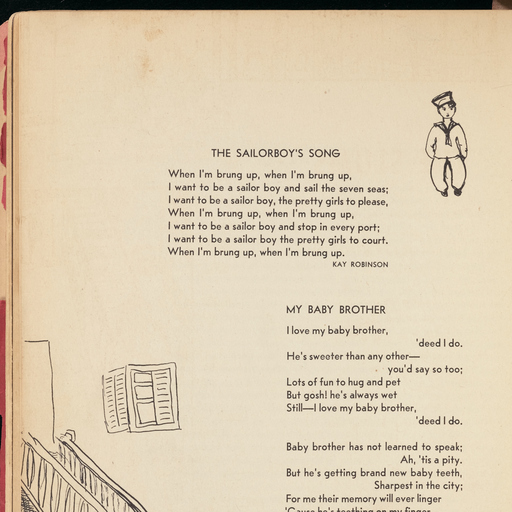 THE SAILORBOY'S SONG
When I'm brung up, when I'm brung up,
I want to be a sailor boy and sail the seven seas;
I want to be a sailor boy, the pretty girls to please,
When I'm brung up, when I'm brung up,
I want to be a sailor boy and stop in every port;
I want to be a sailor boy the pretty girls to court.
When I'm brung up, when I'm brung up.
KAY ROBINSON
MY BABY BROTHER
I love my baby brother,
'deed I do.
He's sweeter than any other—
you'd say so too;
Lots of fun to hug and pet
But gosh! he's always wet
Still—I love my baby brother,
'deed I do.
Baby brother has not learned to speak;
Ah, 'tis a pity.
But he's getting brand new baby teeth,
Sharpest in the city;
For me their memory will ever linger
'Cause he's teething on my finger